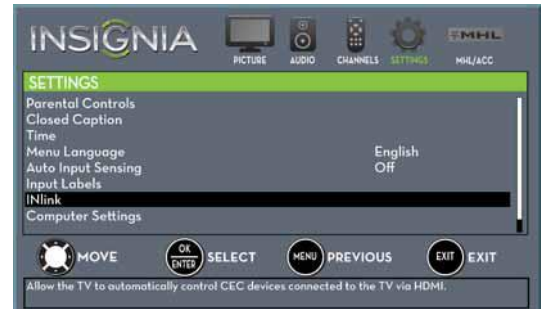 INSIGNIA
PICTURE AUDIO CHANNELS SETTINGS MHL MHL/ACC
SETTINGS
Parental Controls
Closed Caption
Time
Menu Language English
Auto Input Sensing Off
Input Labels
INlink
Computer Settings
MOVE OK ENTER SELECT MENU PREVIOUS EXIT EXIT
Allow the TV to automatically control CEC devices connected to the TV via HDMI.